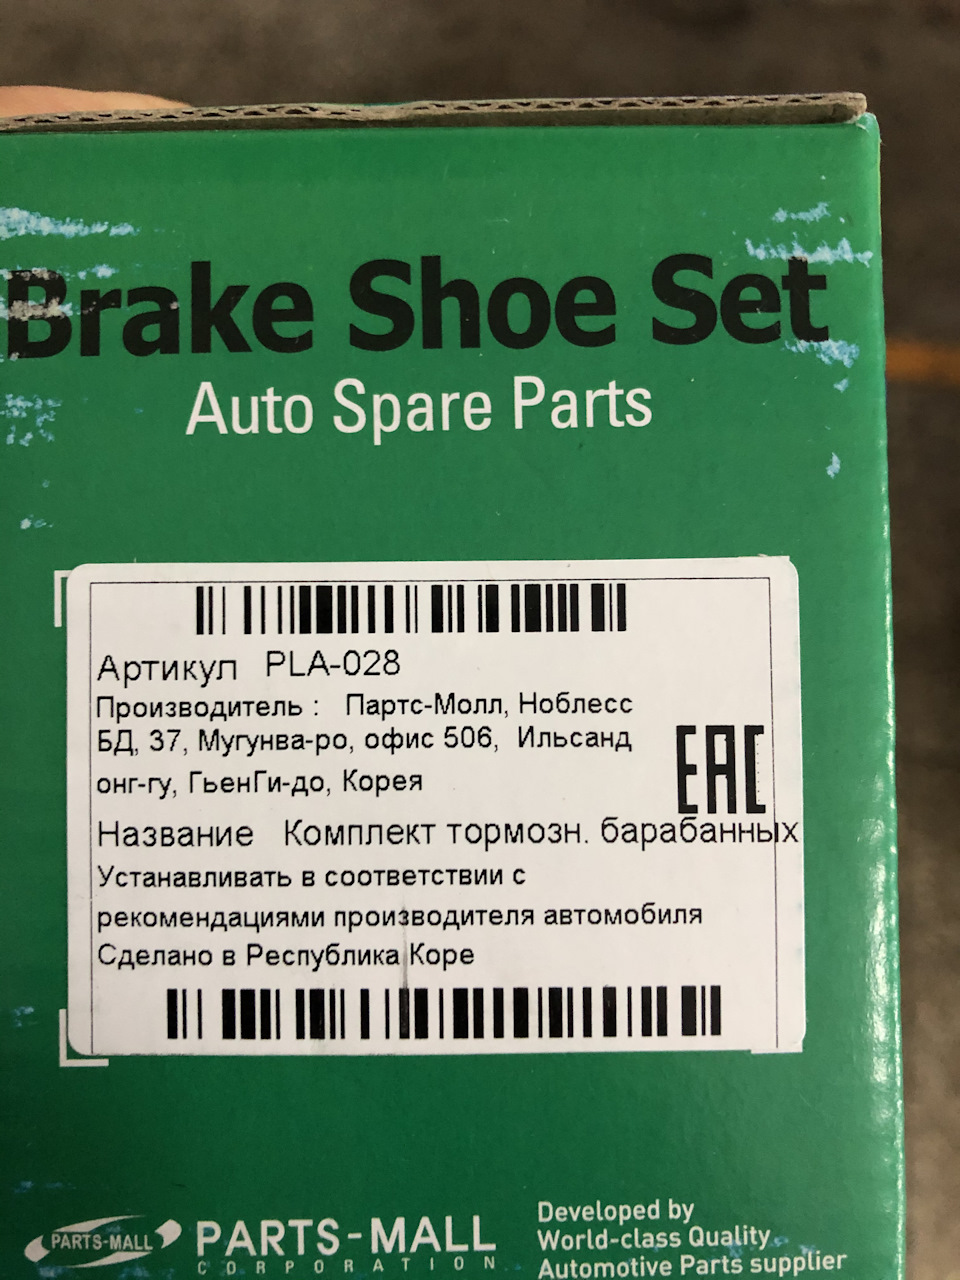 Brake Shoe Set
Auto Spare Parts
Артикул PLA-028
Производитель : Партс-Молл, Ноблесс
БД, 37, Мугунва-ро, офис 506, Ильсанд
онг-гу, ГьенГи-до, Корея
EAC
Название Комплект тормозн. барабанных
Устанавливать в соответствии с
рекомендациями производителя автомобиля
Сделано в Республика Коре
PARTS-MALL
PARTS-MALL
CORPORATION
Developed by
World-class Quality
Automotive Parts supplier